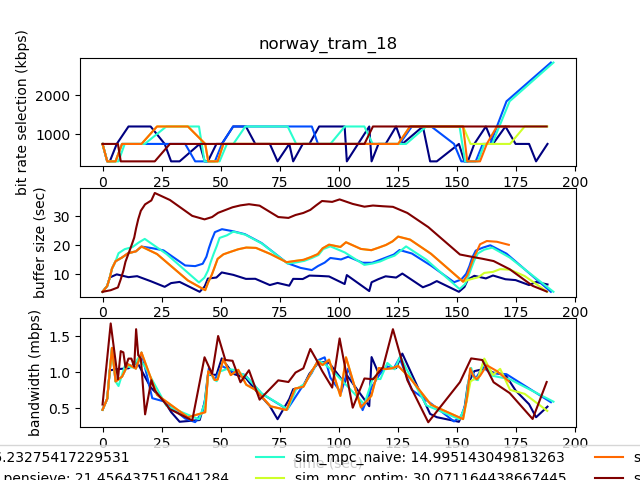 norway_tram_18
bit rate selection (kbps)
2000
1000
0 25 50 75 100 125 150 175 200
buffer size (sec)
30
20
10
0 25 50 75 100 125 150 175 200
bandwidth (mbps)
1.5
1.0
0.5
0 25 50 75 100 125 150 175 200
time (sec)
.23275417229531 sim_mpc_naive: 14.995143049813263 s
pensieve: 21.456437516041284 sim_mpc_optim: 30.071164438667445 s